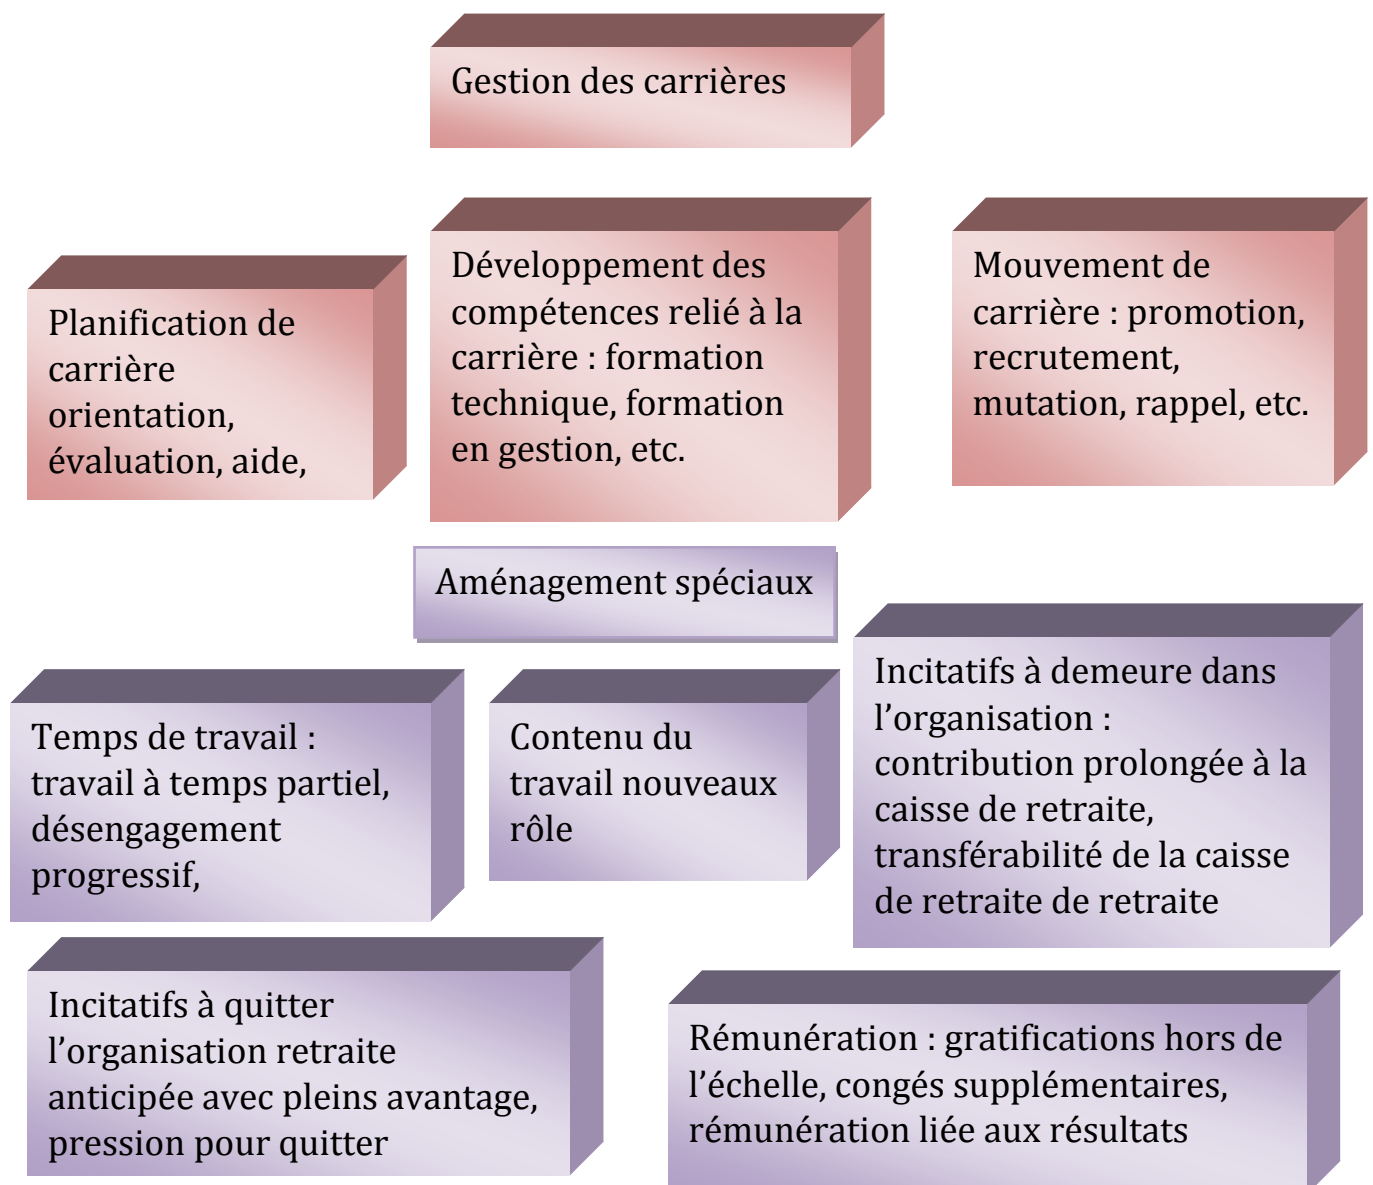 Gestion des carrières
Planification de
carrière
orientation,
évaluation, aide,
Développement des
compétences relié à la
carrière : formation
technique, formation
en gestion, etc.
Mouvement de
carrière : promotion,
recrutement,
mutation, rappel, etc.
Aménagement spéciaux
Temps de travail :
travail à temps partiel,
désengagement
progressif,
Contenu du
travail nouveaux
rôle
Incitatifs à demeure dans
l’organisation :
contribution prolongée à la
caisse de retraite,
transférabilité de la caisse
de retraite de retraite
Incitatifs à quitter
l’organisation retraite
anticipée avec pleins avantage,
pression pour quitter
Rémunération : gratifications hors de
l’échelle, congés supplémentaires,
rémunération liée aux résultats